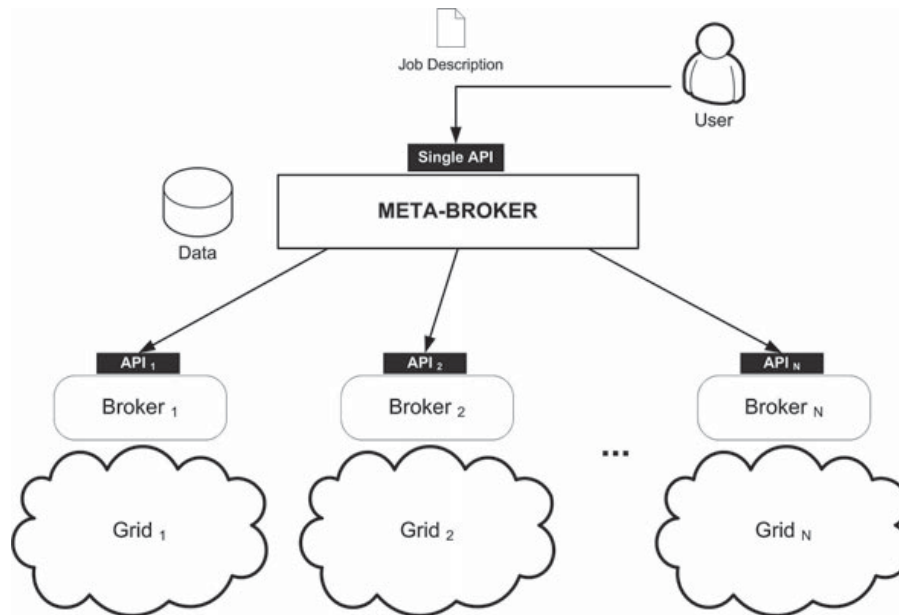 Job Description
User
Single API
META-BROKER
Data
API 1
API 2
API N
Broker 1
Broker 2
Broker N
...
Grid 1
Grid 2
Grid N